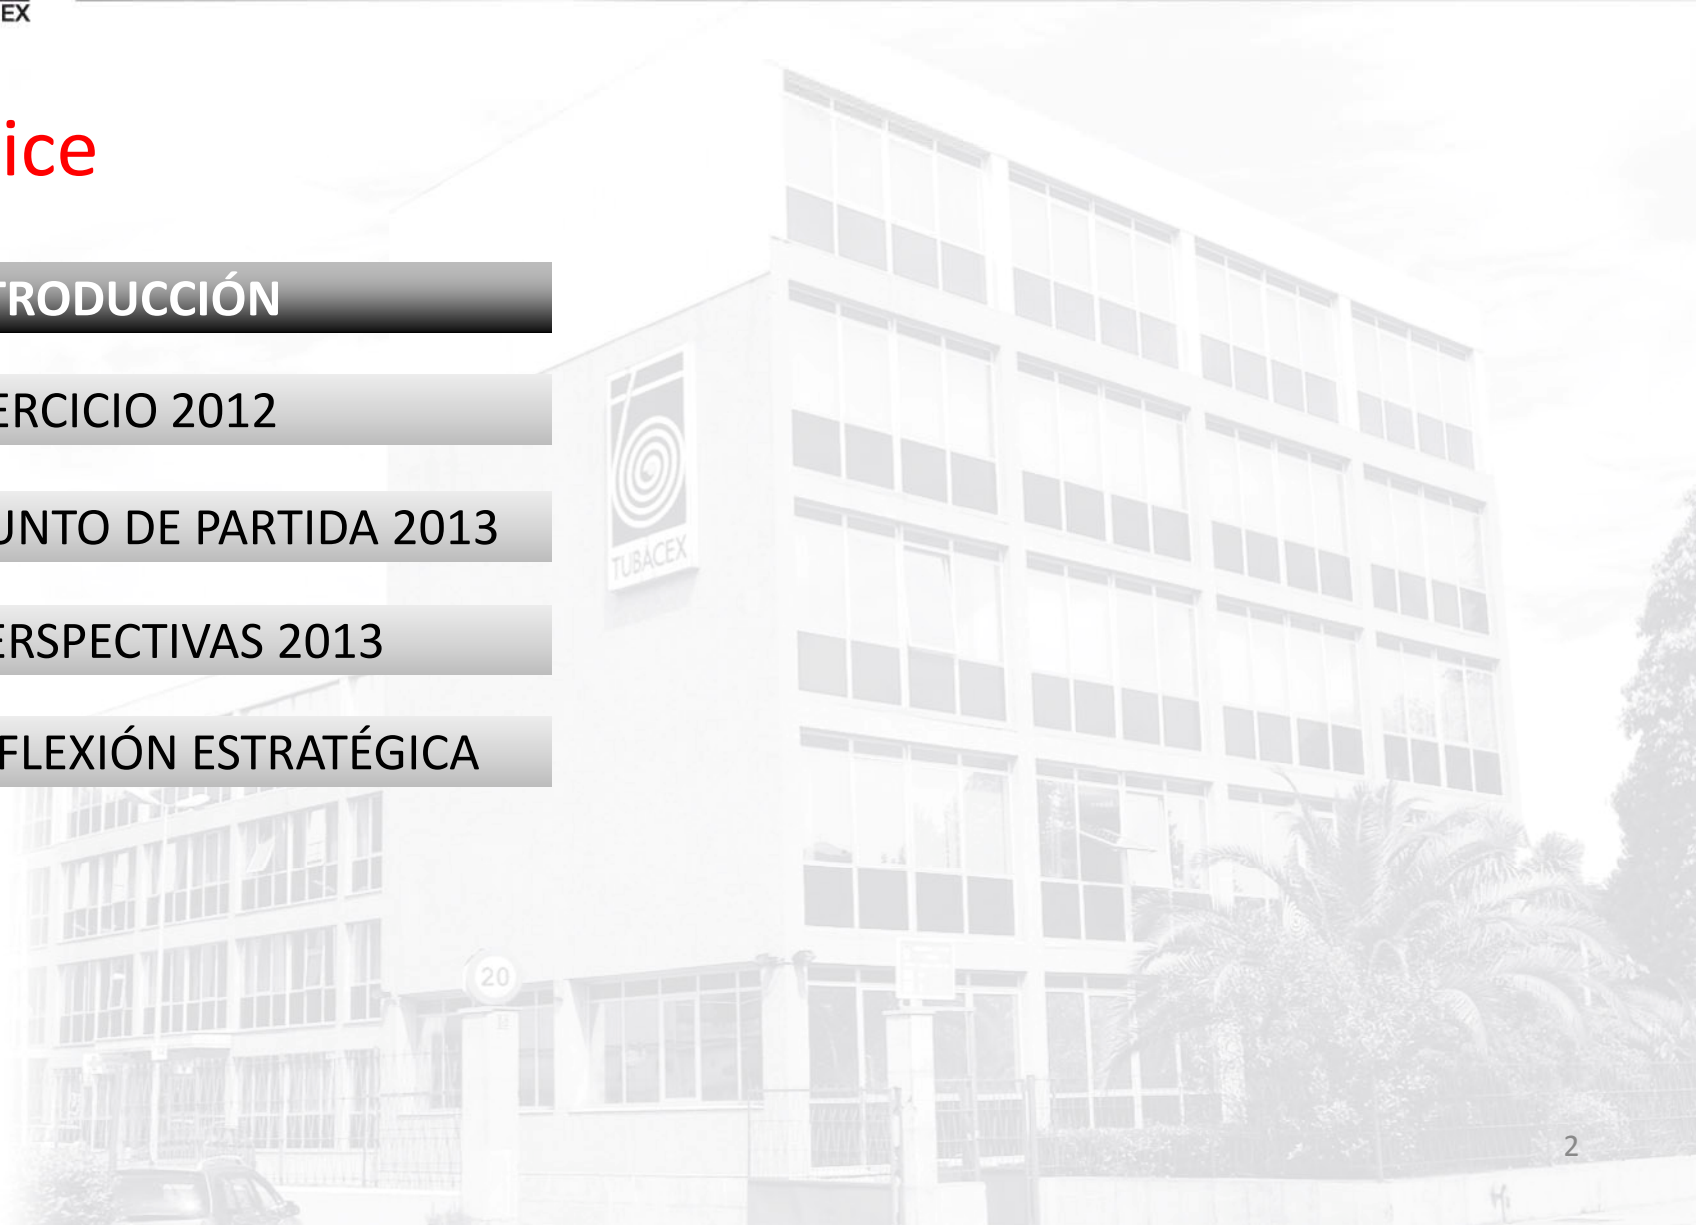 EX
ice
TRODUCCIÓN
ERCICIO 2012
UNTO DE PARTIDA 2013
ERSPECTIVAS 2013
FLEXIÓN ESTRATÉGICA
TUBACEX
20
2